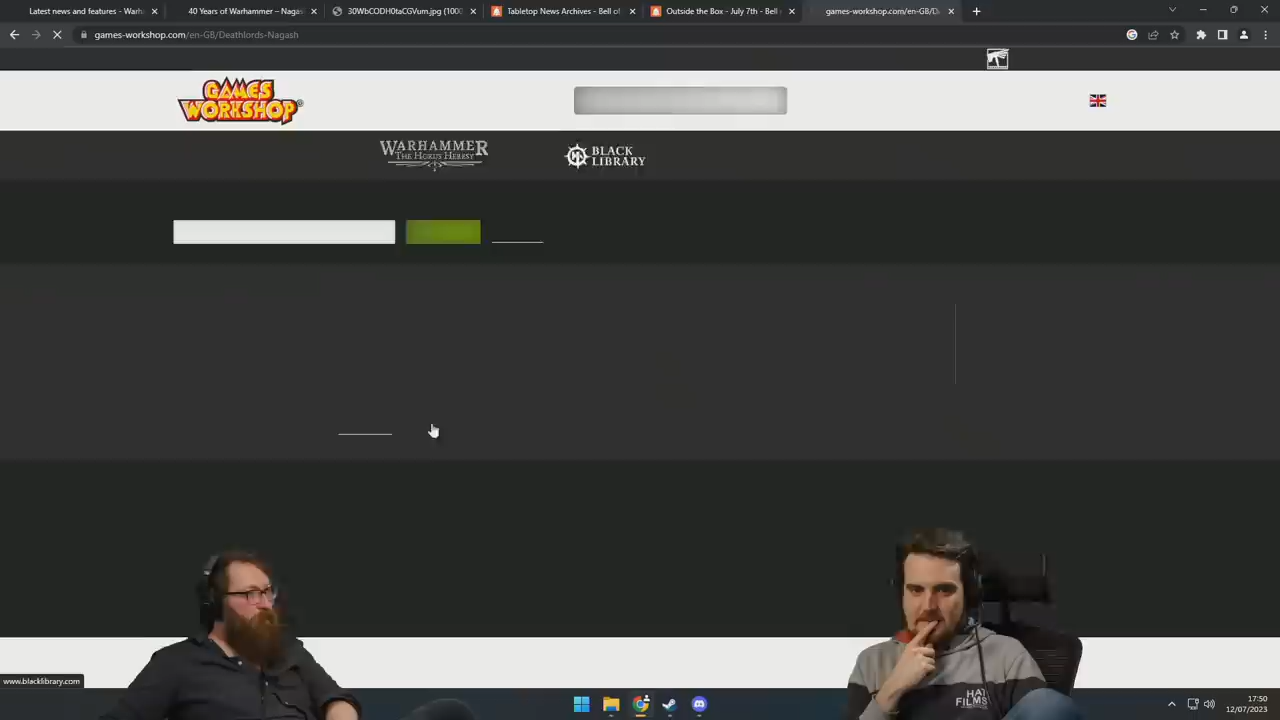 Latest news and features - Warh
40 Years of Warhammer – Nagas
30WbCODH0taCGVum.jpg (100
Tabletop News Archives - Bell of
Outside the Box - July 7th - Bell
games-workshop.com/en-GB/D
games-workshop.com/en-GB/Deathlords-Nagash
GAMES WORKSHOP
WARHAMMER
THE HORUS HERESY
BLACK
LIBRARY
HAT
FILMS
www.blacklibrary.com
17:50
12/07/2023